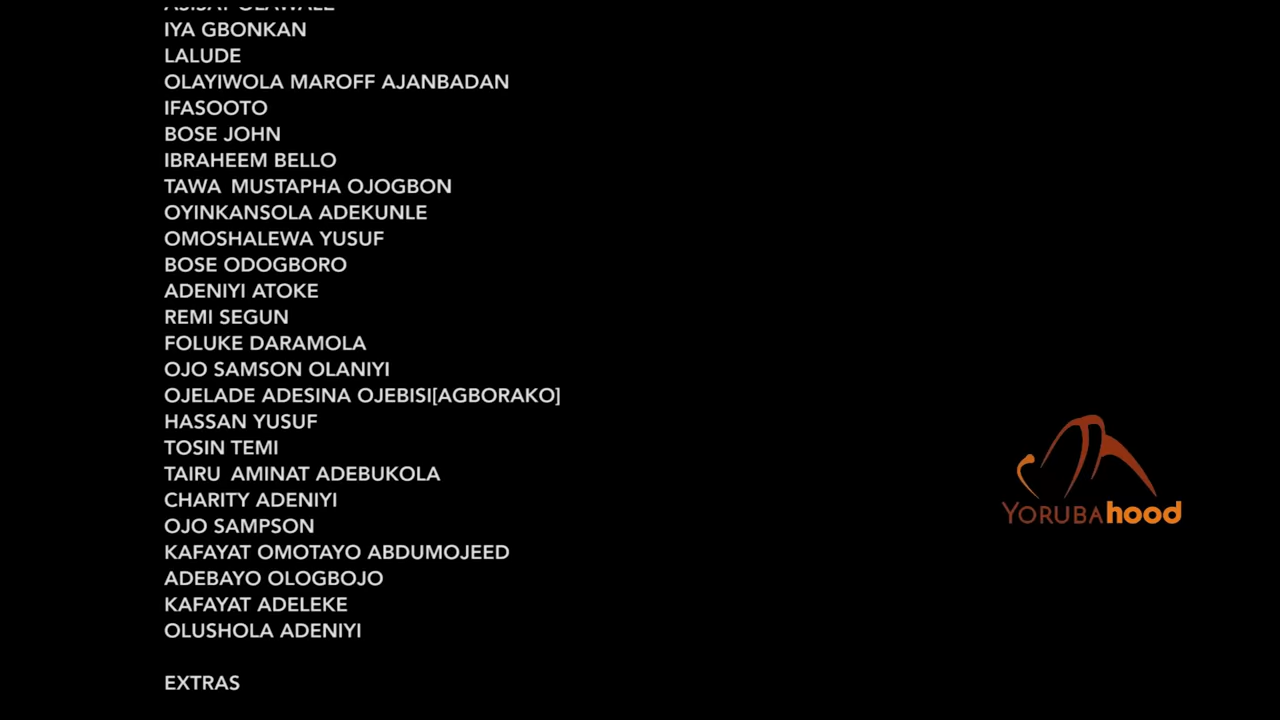 IYA GBONKAN
LALUDE
OLAYIWOLA MAROFF AJANBADAN
IFASOOTO
BOSE JOHN
IBRAHEEM BELLO
TAWA MUSTAPHA OJOGBON
OYINKANSOLA ADEKUNLE
OMOSHALEWA YUSUF
BOSE ODOGBORO
ADENIYI ATOKE
REMI SEGUN
FOLUKE DARAMOLA
OJO SAMSON OLANIYI
OJELADE ADESINA OJEBISI[AGBORAKO]
HASSAN YUSUF
TOSIN TEMI
TAIRU AMINAT ADEBUKOLA
CHARITY ADENIYI
OJO SAMPSON
KAFAYAT OMOTAYO ABDUMOJEED
ADEBAYO OLOGBOJO
KAFAYAT ADELEKE
OLUSHOLA ADENIYI
EXTRAS
YORUBAhood